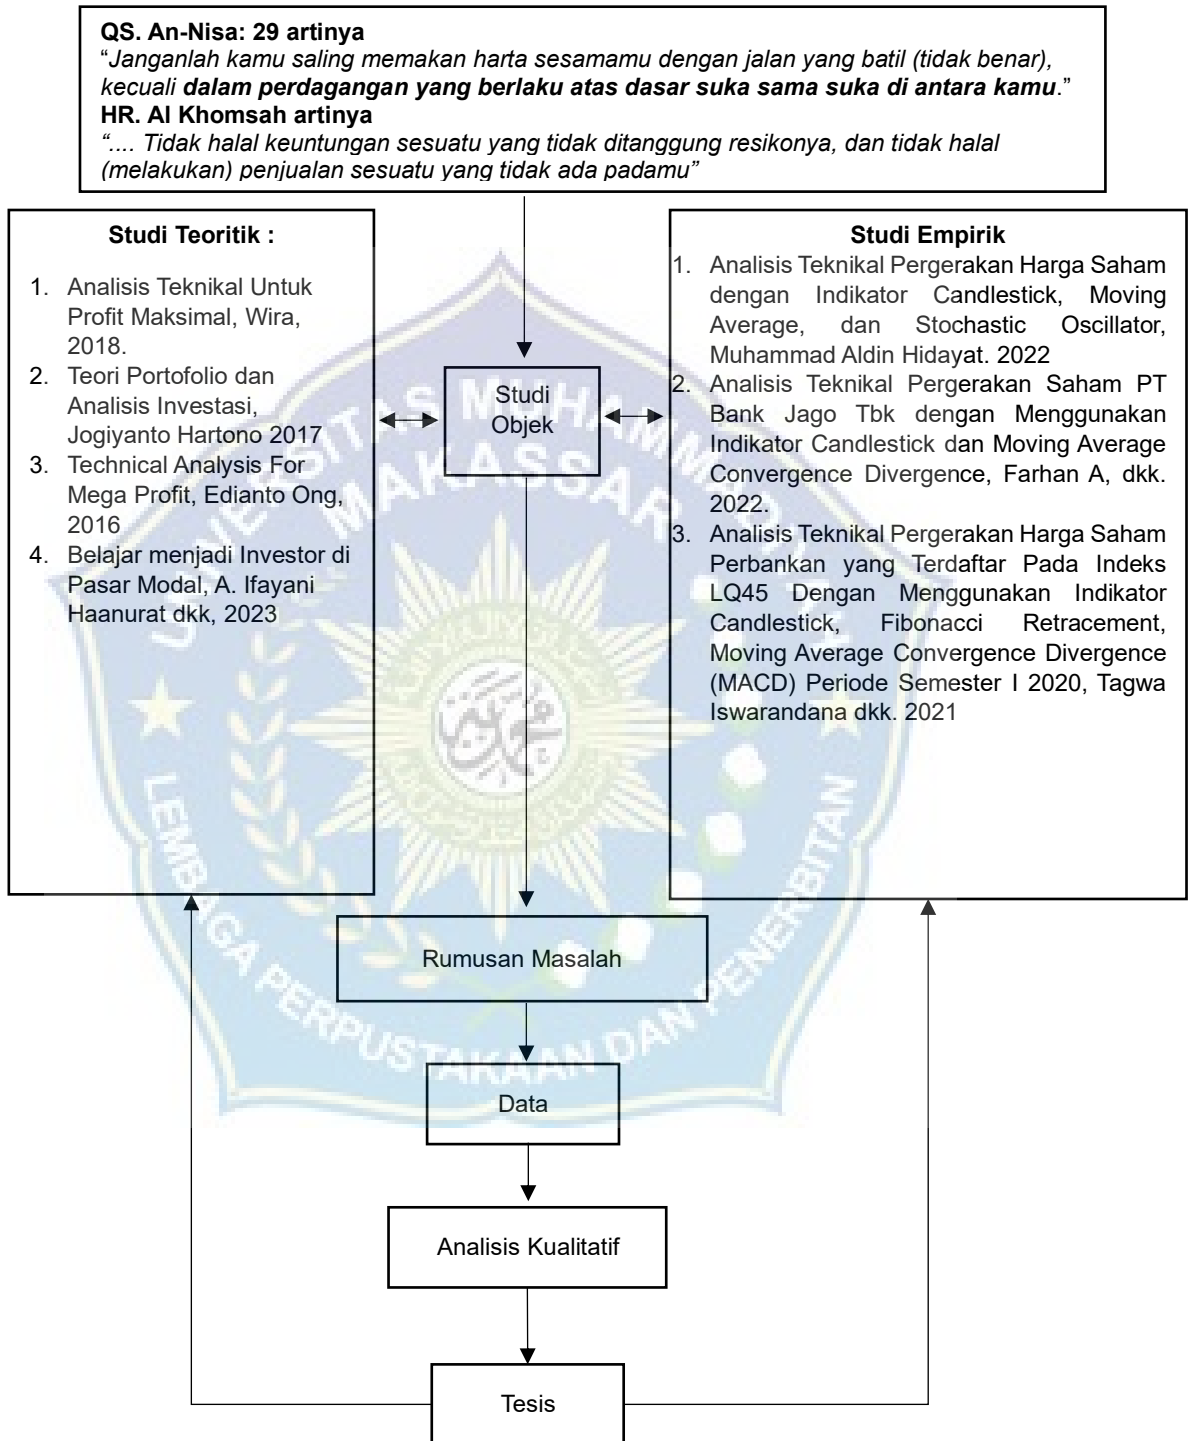 QS. An-Nisa: 29 artinya
“Janganlah kamu saling memakan harta sesamamu dengan jalan yang batil (tidak benar),
kecuali dalam perdagangan yang berlaku atas dasar suka sama suka di antara kamu.”
HR. Al Khomsah artinya
“.... Tidak halal keuntungan sesuatu yang tidak ditanggung resikonya, dan tidak halal
(melakukan) penjualan sesuatu yang tidak ada padamu”
Studi Teoritik :
1. Analisis Teknikal Untuk
Profit Maksimal, Wira,
2018.
2. Teori Portofolio dan
Analisis Investasi,
Jogiyanto Hartono 2017
3. Technical Analysis For
Mega Profit, Edianto Ong,
2016
4. Belajar menjadi Investor di
Pasar Modal, A. Ifayani
Haanurat dkk, 2023
Studi
Objek
Studi Empirik
1. Analisis Teknikal Pergerakan Harga Saham
dengan Indikator Candlestick, Moving
Average, dan Stochastic Oscillator,
Muhammad Aldin Hidayat. 2022
2. Analisis Teknikal Pergerakan Saham PT
Bank Jago Tbk dengan Menggunakan
Indikator Candlestick dan Moving Average
Convergence Divergence, Farhan A, dkk.
2022.
3. Analisis Teknikal Pergerakan Harga Saham
Perbankan yang Terdaftar Pada Indeks
LQ45 Dengan Menggunakan Indikator
Candlestick, Fibonacci Retracement,
Moving Average Convergence Divergence
(MACD) Periode Semester I 2020, Tagwa
Iswarandana dkk. 2021
Rumusan Masalah
Data
Analisis Kualitatif
Tesis
UNIVERSITAS MUHAMMADIYAH
MAKASSAR
LEMBAGA PERPUSTAKAAN DAN PENERBITAN